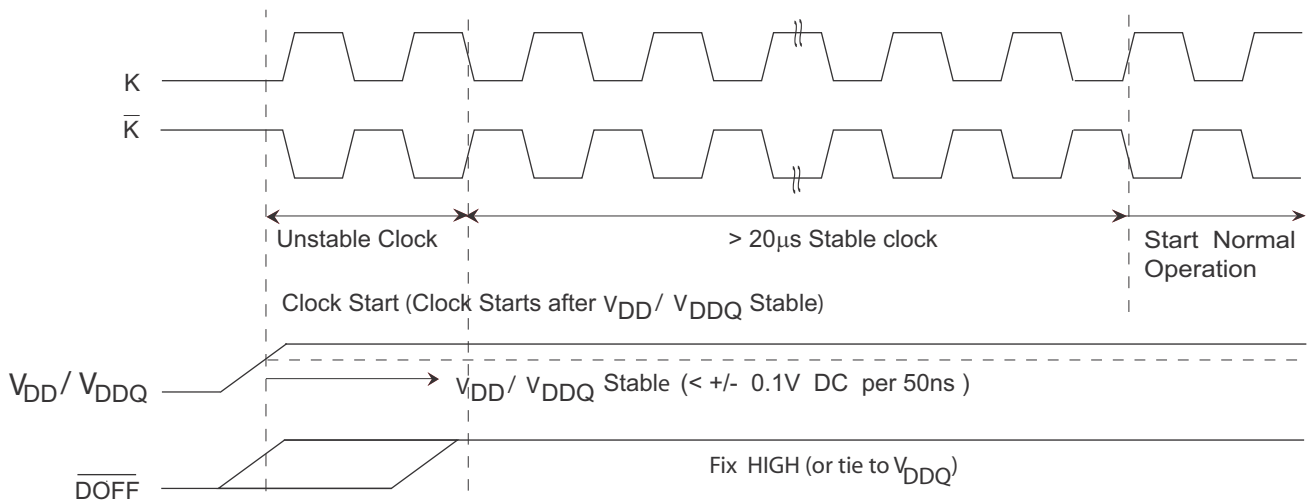 K
K̅
Unstable Clock
> 20μs Stable clock
Start Normal
Operation
Clock Start (Clock Starts after VDD / VDDQ Stable)
VDD / VDDQ
VDD / VDDQ Stable (< +/- 0.1V DC per 50ns )
D̅O̅F̅F̅
Fix HIGH (or tie to VDDQ)